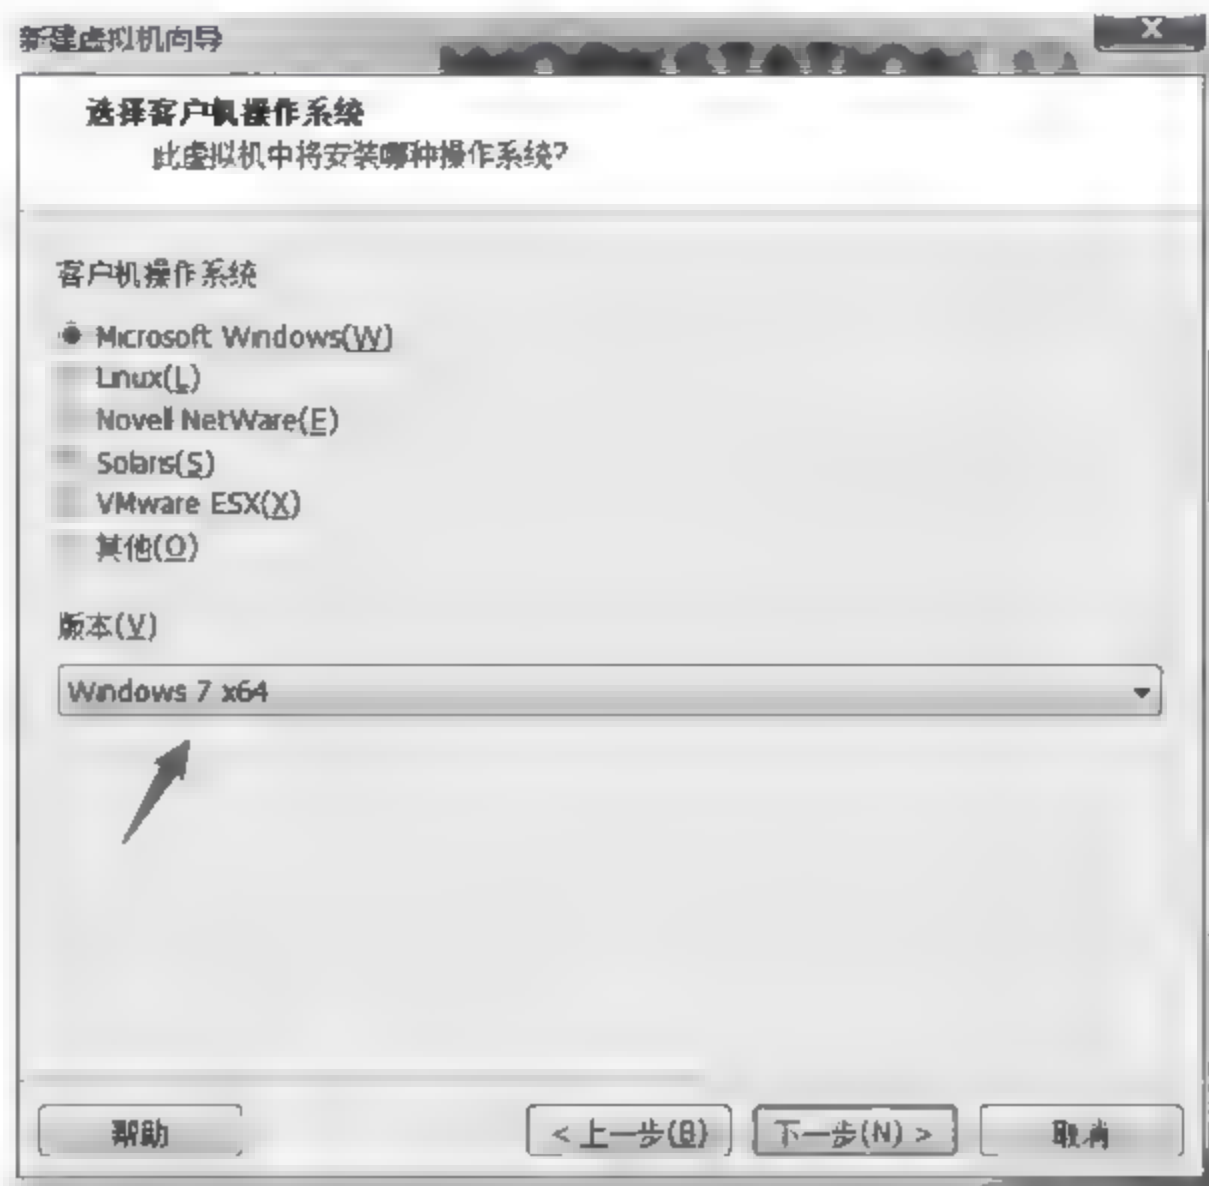 新建虚拟机向导
选择客户机操作系统
此虚拟机中将安装哪种操作系统?
客户机操作系统
Microsoft Windows(W)
Linux(L)
Novell NetWare(E)
Solaris(S)
VMware ESX(X)
其他(O)
版本(V)
Windows 7 x64
帮助
< 上一步(B)
下一步(N) >
取消